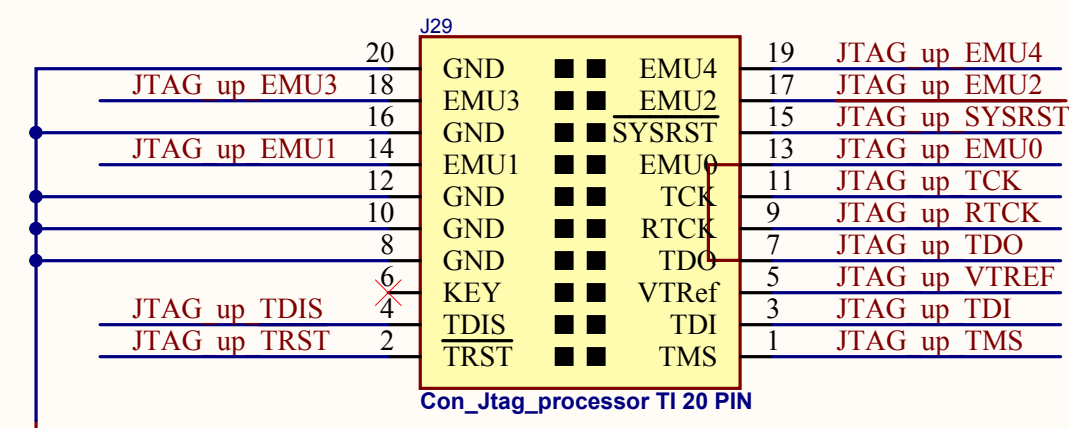 J29
20 GND EMU4 19 JTAG up EMU4
JTAG up EMU3 18 EMU3 EMU2 17 JTAG up EMU2
16 GND SYSRST 15 JTAG up SYSRST
JTAG up EMU1 14 EMU1 EMU0 13 JTAG up EMU0
12 GND TCK 11 JTAG up TCK
10 GND RTCK 9 JTAG up RTCK
8 GND TDO 7 JTAG up TDO
6 KEY VTRef 5 JTAG up VTREF
JTAG up TDIS 4 TDIS TDI 3 JTAG up TDI
JTAG up TRST 2 TRST TMS 1 JTAG up TMS
Con_Jtag_processor TI 20 PIN